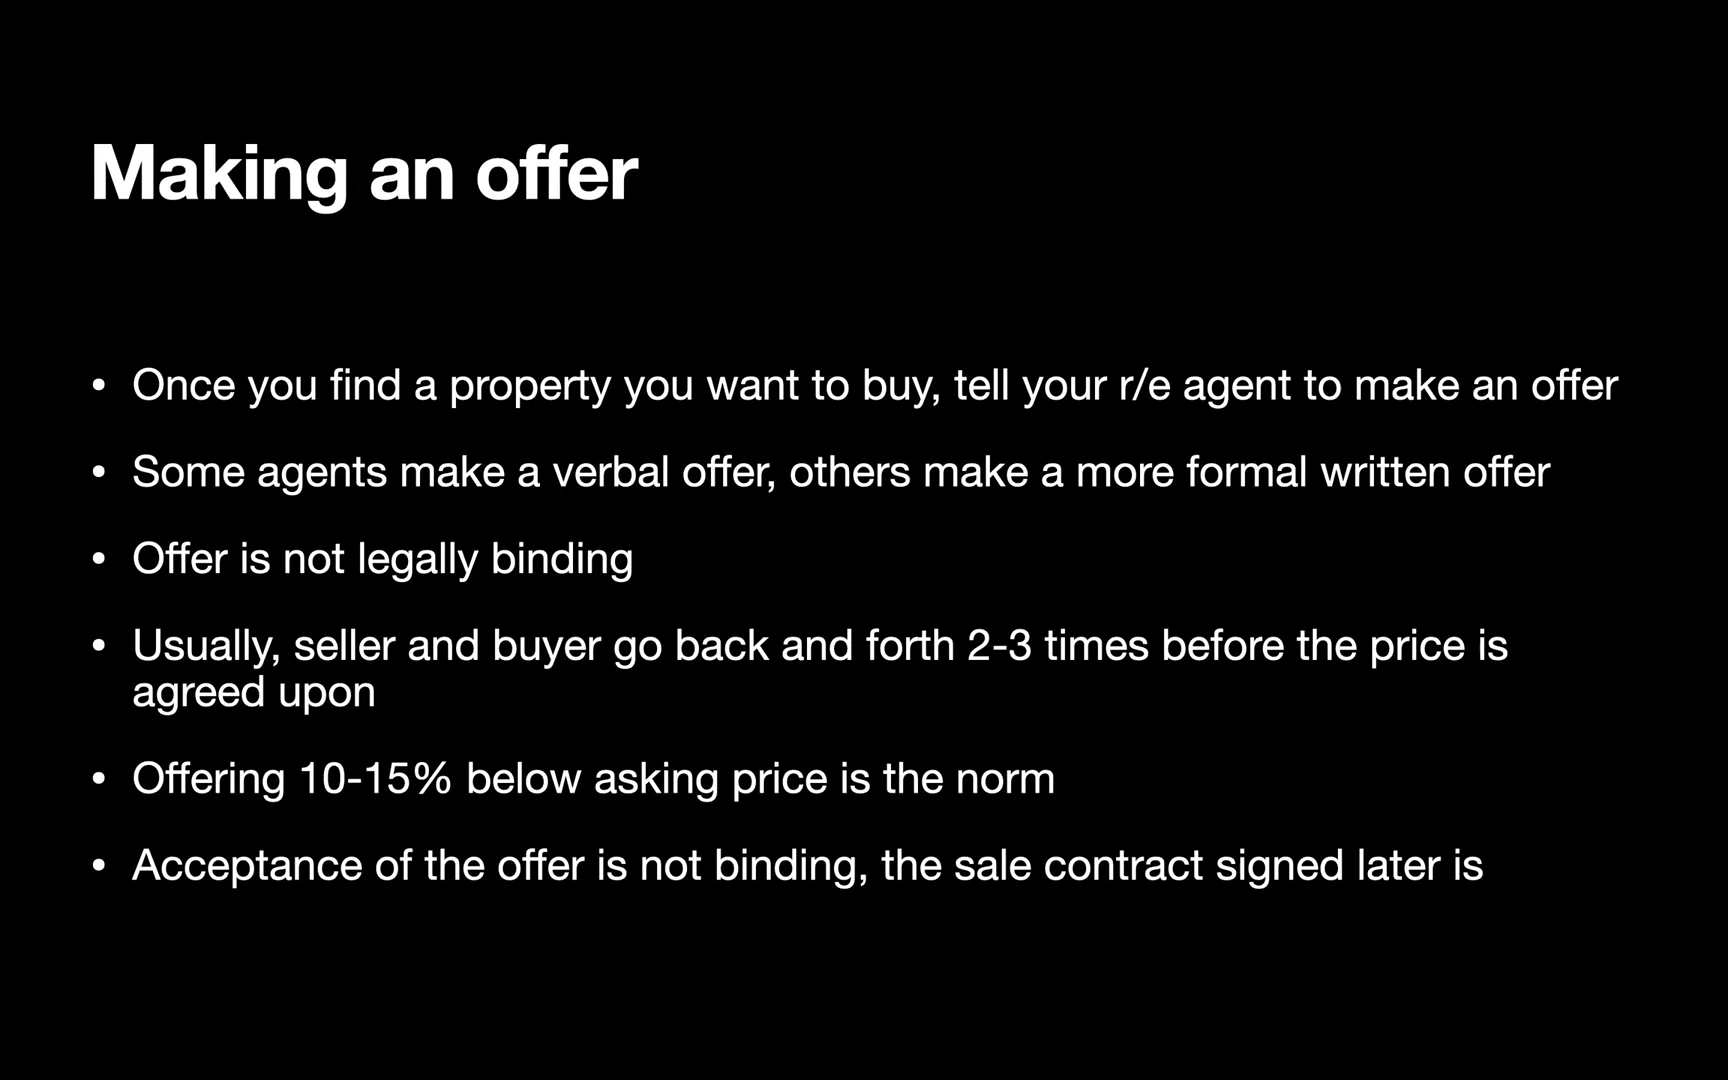 Making an offer
• Once you find a property you want to buy, tell your r/e agent to make an offer
• Some agents make a verbal offer, others make a more formal written offer
• Offer is not legally binding
• Usually, seller and buyer go back and forth 2-3 times before the price is
agreed upon
• Offering 10-15% below asking price is the norm
• Acceptance of the offer is not binding, the sale contract signed later is